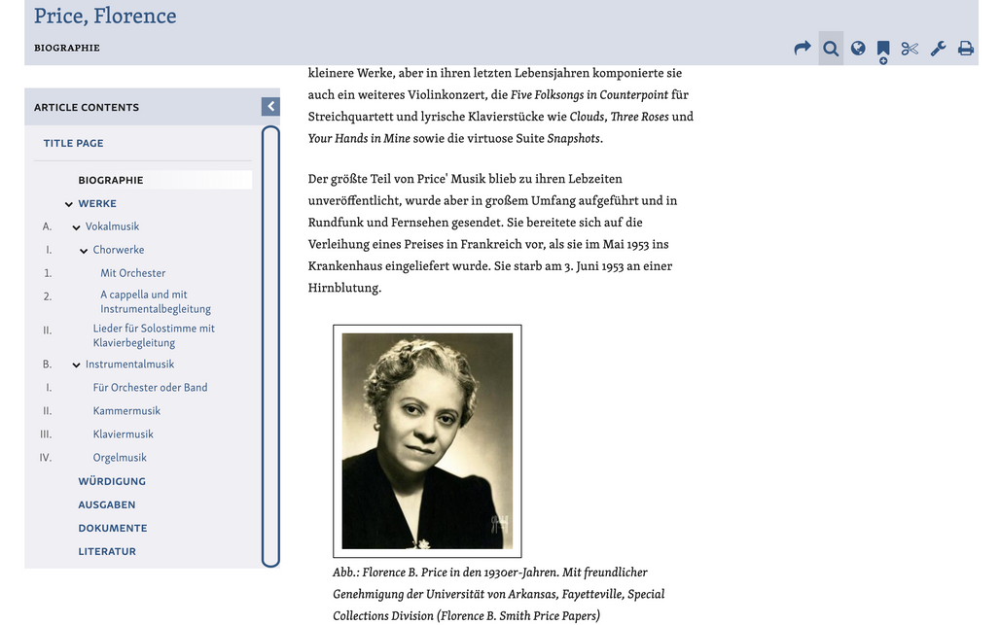 Price, Florence
BIOGRAPHIE
kleinere Werke, aber in ihren letzten Lebensjahren komponierte sie
auch ein weiteres Violinkonzert, die Five Folksongs in Counterpoint für
Streichquartett und lyrische Klavierstücke wie Clouds, Three Roses und
Your Hands in Mine sowie die virtuose Suite Snapshots.
Der größte Teil von Price' Musik blieb zu ihren Lebzeiten
unveröffentlicht, wurde aber in großem Umfang aufgeführt und in
Rundfunk und Fernsehen gesendet. Sie bereitete sich auf die
Verleihung eines Preises in Frankreich vor, als sie im Mai 1953 ins
Krankenhaus eingeliefert wurde. Sie starb am 3. Juni 1953 an einer
Hirnblutung.
Abb.: Florence B. Price in den 1930er-Jahren. Mit freundlicher
Genehmigung der Universität von Arkansas, Fayetteville, Special
Collections Division (Florence B. Smith Price Papers)
ARTICLE CONTENTS
TITLE PAGE
BIOGRAPHIE
WERKE
A. Vokalmusik
I. Chorwerke
1. Mit Orchester
2. A cappella und mit
Instrumentalbegleitung
II. Lieder für Solostimme mit
Klavierbegleitung
B. Instrumentalmusik
I. Für Orchester oder Band
II. Kammermusik
III. Klaviermusik
IV. Orgelmusik
WÜRDIGUNG
AUSGABEN
DOKUMENTE
LITERATUR